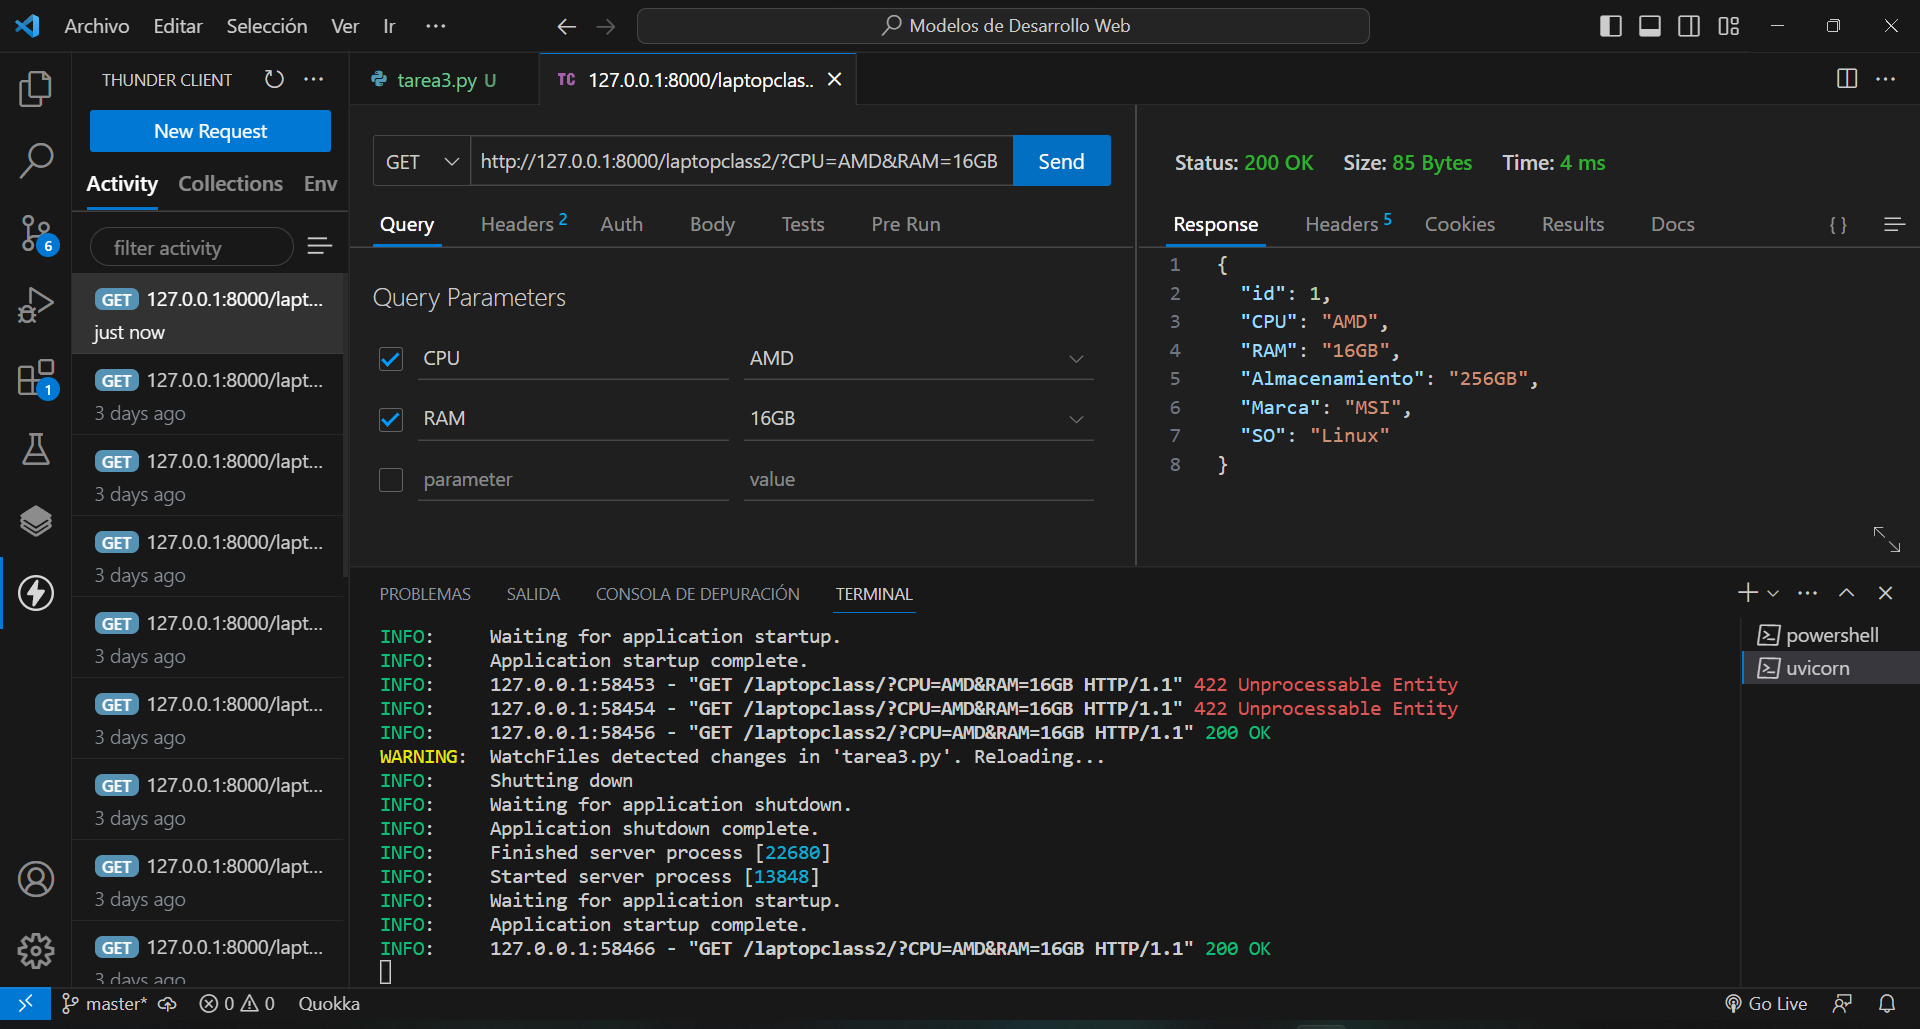 Archivo Editar Selección Ver Ir ··· Modelos de Desarrollo Web
THUNDER CLIENT ···
New Request
Activity Collections Env
filter activity
GET 127.0.0.1:8000/lapt...
just now
GET 127.0.0.1:8000/lapt...
3 days ago
GET 127.0.0.1:8000/lapt...
3 days ago
GET 127.0.0.1:8000/lapt...
3 days ago
GET 127.0.0.1:8000/lapt...
3 days ago
GET 127.0.0.1:8000/lapt...
3 days ago
GET 127.0.0.1:8000/lapt...
3 days ago
GET 127.0.0.1:8000/lapt...
3 days ago
GET 127.0.0.1:8000/lapt...
3 days ago
6
1
tarea3.py U
TC 127.0.0.1:8000/laptopclas..
GET http://127.0.0.1:8000/laptopclass2/?CPU=AMD&RAM=16GB Send
Query Headers 2 Auth Body Tests Pre Run
Query Parameters
CPU AMD
RAM 16GB
parameter value
Status: 200 OK Size: 85 Bytes Time: 4 ms
Response Headers 5 Cookies Results Docs { }
1 {
2 "id": 1,
3 "CPU": "AMD",
4 "RAM": "16GB",
5 "Almacenamiento": "256GB",
6 "Marca": "MSI",
7 "SO": "Linux"
8 }
PROBLEMAS SALIDA CONSOLA DE DEPURACIÓN TERMINAL
INFO: Waiting for application startup.
INFO: Application startup complete.
INFO: 127.0.0.1:58453 - "GET /laptopclass/?CPU=AMD&RAM=16GB HTTP/1.1" 422 Unprocessable Entity
INFO: 127.0.0.1:58454 - "GET /laptopclass/?CPU=AMD&RAM=16GB HTTP/1.1" 422 Unprocessable Entity
INFO: 127.0.0.1:58456 - "GET /laptopclass2/?CPU=AMD&RAM=16GB HTTP/1.1" 200 OK
WARNING: WatchFiles detected changes in 'tarea3.py'. Reloading...
INFO: Shutting down
INFO: Waiting for application shutdown.
INFO: Application shutdown complete.
INFO: Finished server process [22680]
INFO: Started server process [13848]
INFO: Waiting for application startup.
INFO: Application startup complete.
INFO: 127.0.0.1:58466 - "GET /laptopclass2/?CPU=AMD&RAM=16GB HTTP/1.1" 200 OK
powershell
uvicorn
master* 0 0 Quokka Go Live